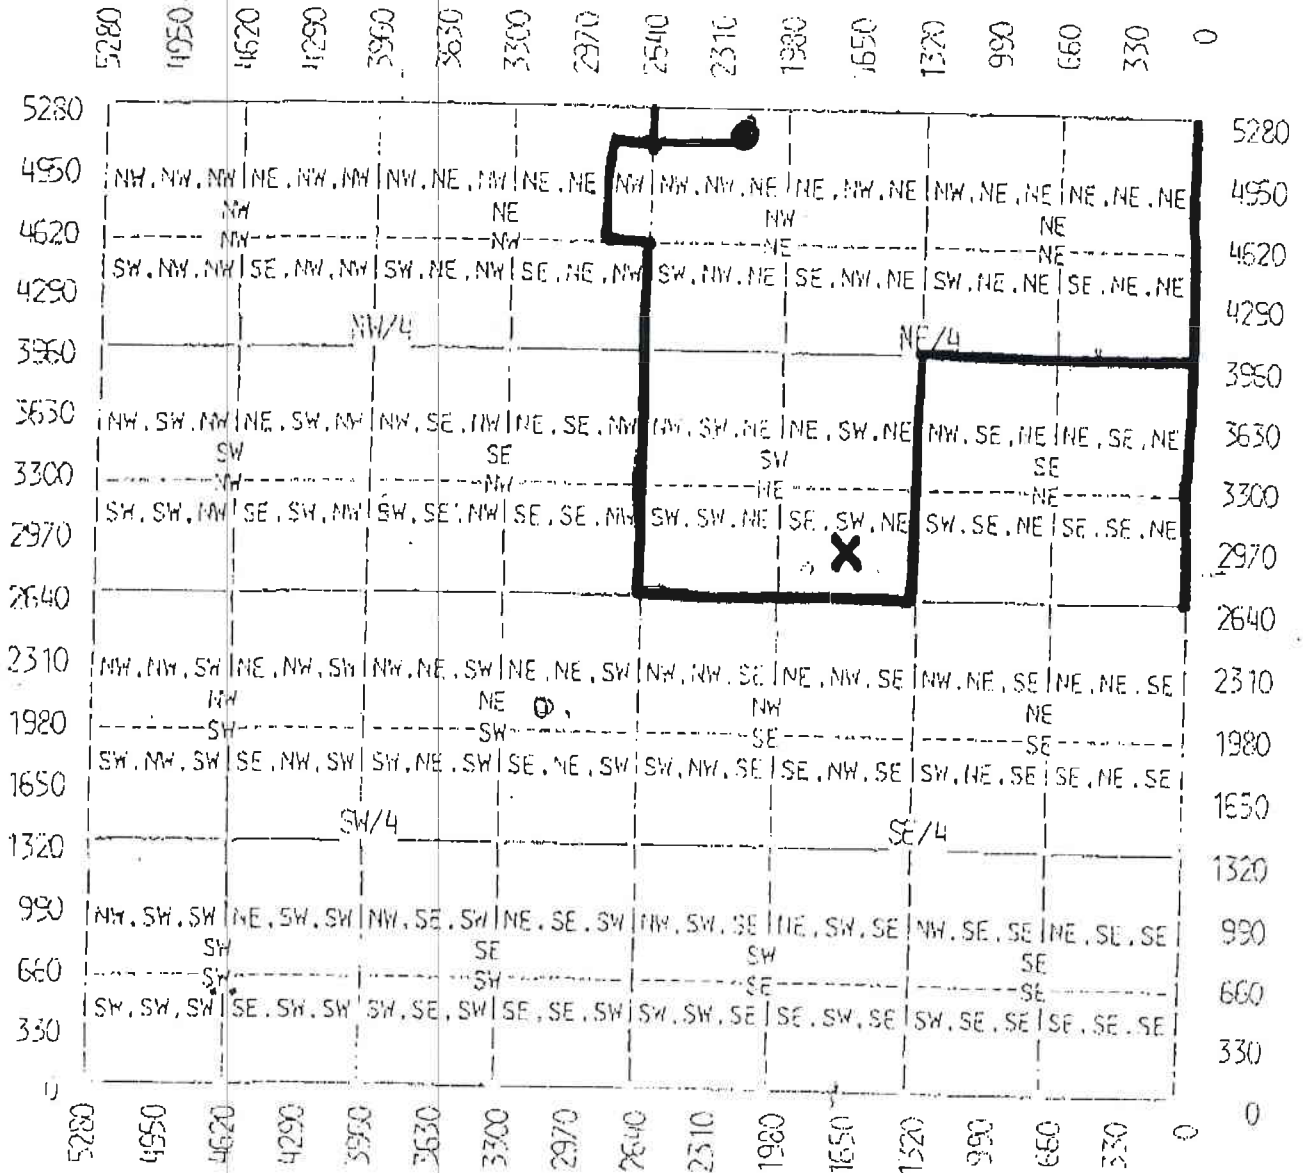 5280 4950 4620 4290 3960 3630 3300 2970 2640 2310 1980 1650 1320 990 660 330 0
5280 5280
4950 NW.NW.NW NE.NW.NW NW.NE.NW NE.NE NW NW.NW.NE NE.NW.NE NW.NE.NE NE.NE.NE 4950
NW NE NW NE
4620 NW NW NE NE 4620
SW.NW.NW SE.NW.NW SW.NE.NW SE.NE.NW SW.NW.NE SE.NW.NE SW.NE.NE SE.NE.NE
4290 4290
NW/4 NE/4
3960 3960
3630 NW.SW.NW NE.SW.NW NW.SE.NW NE.SE.NW NW.SW.NE NE.SW.NE NW.SE.NE NE.SE.NE 3630
SW SE SW SE
3300 NW NW NE NE 3300
SW.SW.NW SE.SW.NW SW.SE.NW SE.SE.NW SW.SW.NE SE.SW.NE SW.SE.NE SE.SE.NE
2970 X 2970
2640 2640
2310 NW.NW.SW NE.NW.SW NW.NE.SW NE.NE.SW NW.NW.SE NE.NW.SE NW.NE.SE NE.NE.SE 2310
NW NE NW NE
1980 SW SW SE SE 1980
SW.NW.SW SE.NW.SW SW.NE.SW SE.NE.SW SW.NW.SE SE.NW.SE SW.NE.SE SE.NE.SE
1650 1650
SW/4 SE/4
1320 1320
990 NW.SW.SW NE.SW.SW NW.SE.SW NE.SE.SW NW.SW.SE NE.SW.SE NW.SE.SE NE.SE.SE 990
SW SE SW SE
660 SW SW SE SE 660
SW.SW.SW SE.SW.SW SW.SE.SW SE.SE.SW SW.SW.SE SE.SW.SE SW.SE.SE SE.SE.SE
330 330
0 0
5280 4950 4620 4290 3960 3630 3300 2970 2640 2310 1980 1650 1320 990 660 330 0